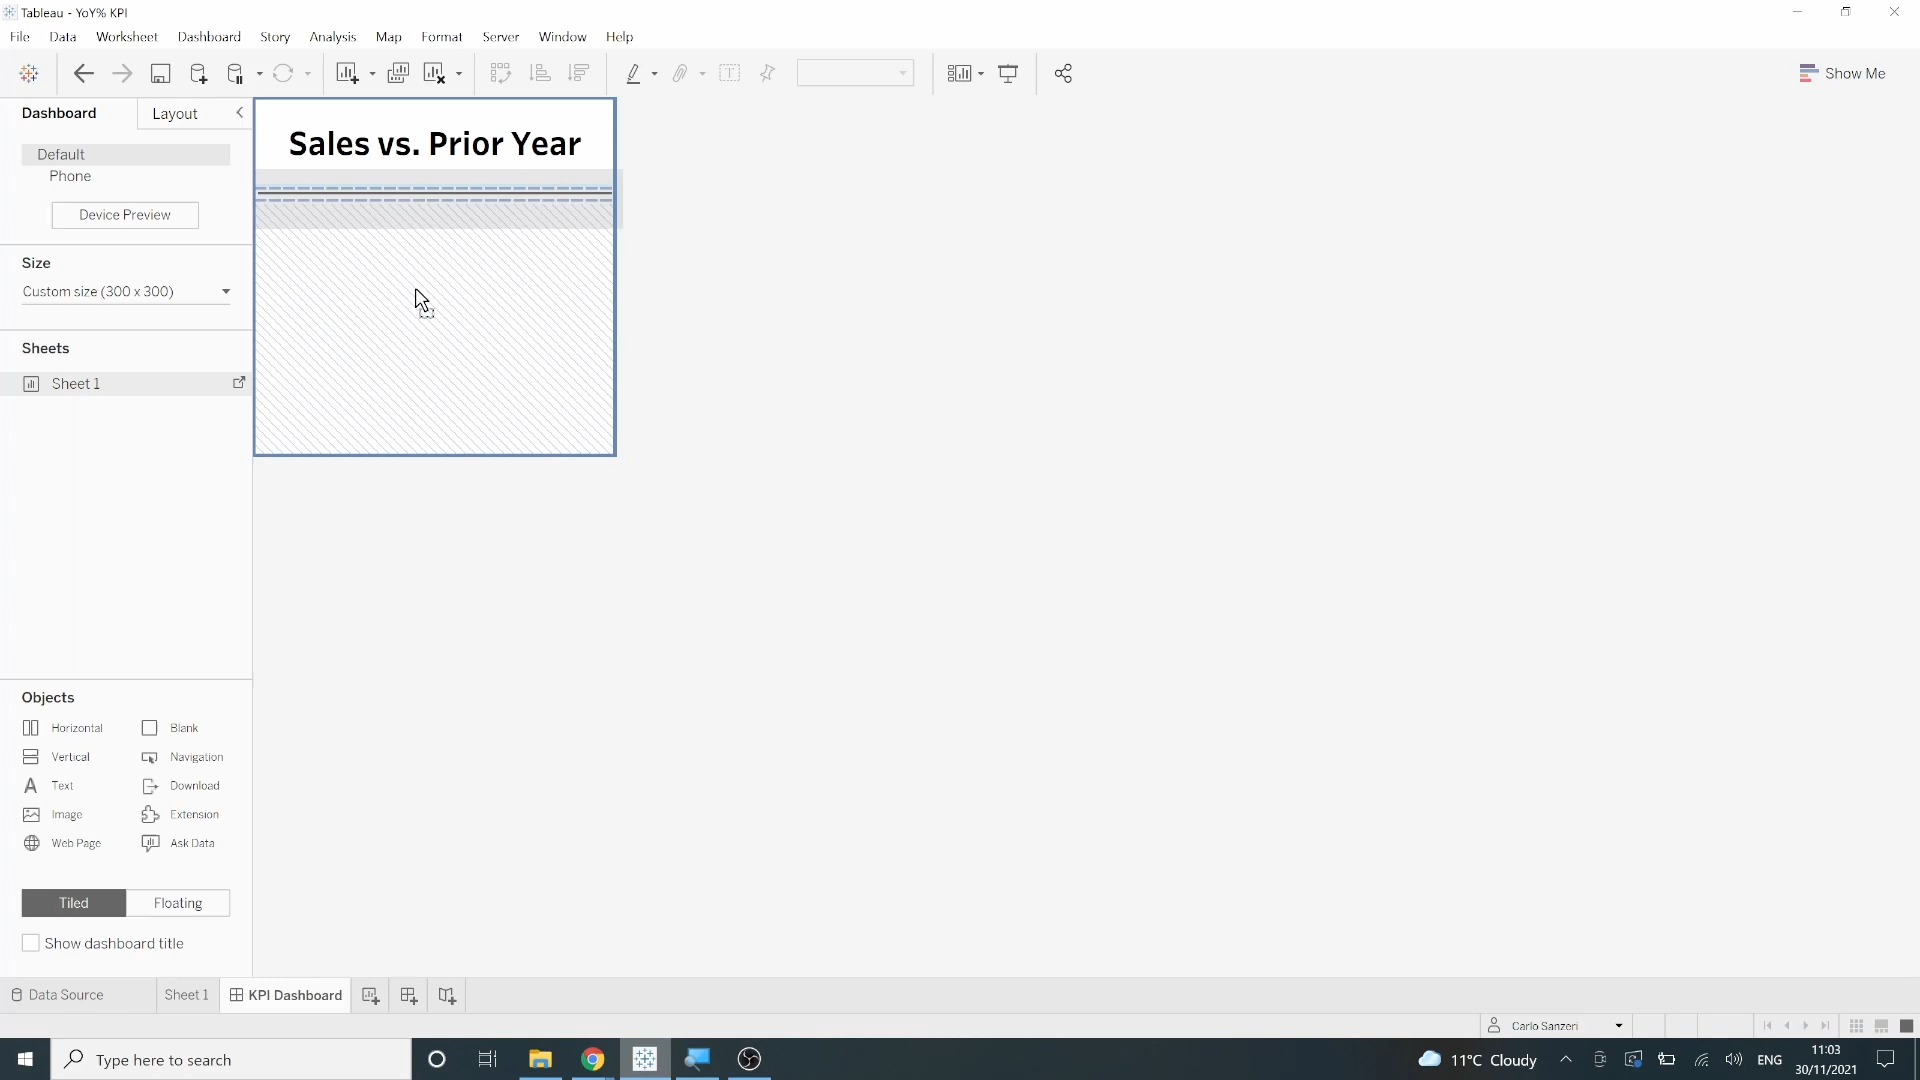 Tableau - YoY% KPI
File Data Worksheet Dashboard Story Analysis Map Format Server Window Help
Show Me
Dashboard Layout
Default
Phone
Device Preview
Size
Custom size (300 x 300)
Sheets
Sheet 1
Sales vs. Prior Year
Objects
Horizontal Blank
Vertical Navigation
Text Download
Image Extension
Web Page Ask Data
Tiled Floating
Show dashboard title
Data Source Sheet 1 KPI Dashboard
Carlo Sanzeri
Type here to search
11°C Cloudy
ENG
11:03
30/11/2021